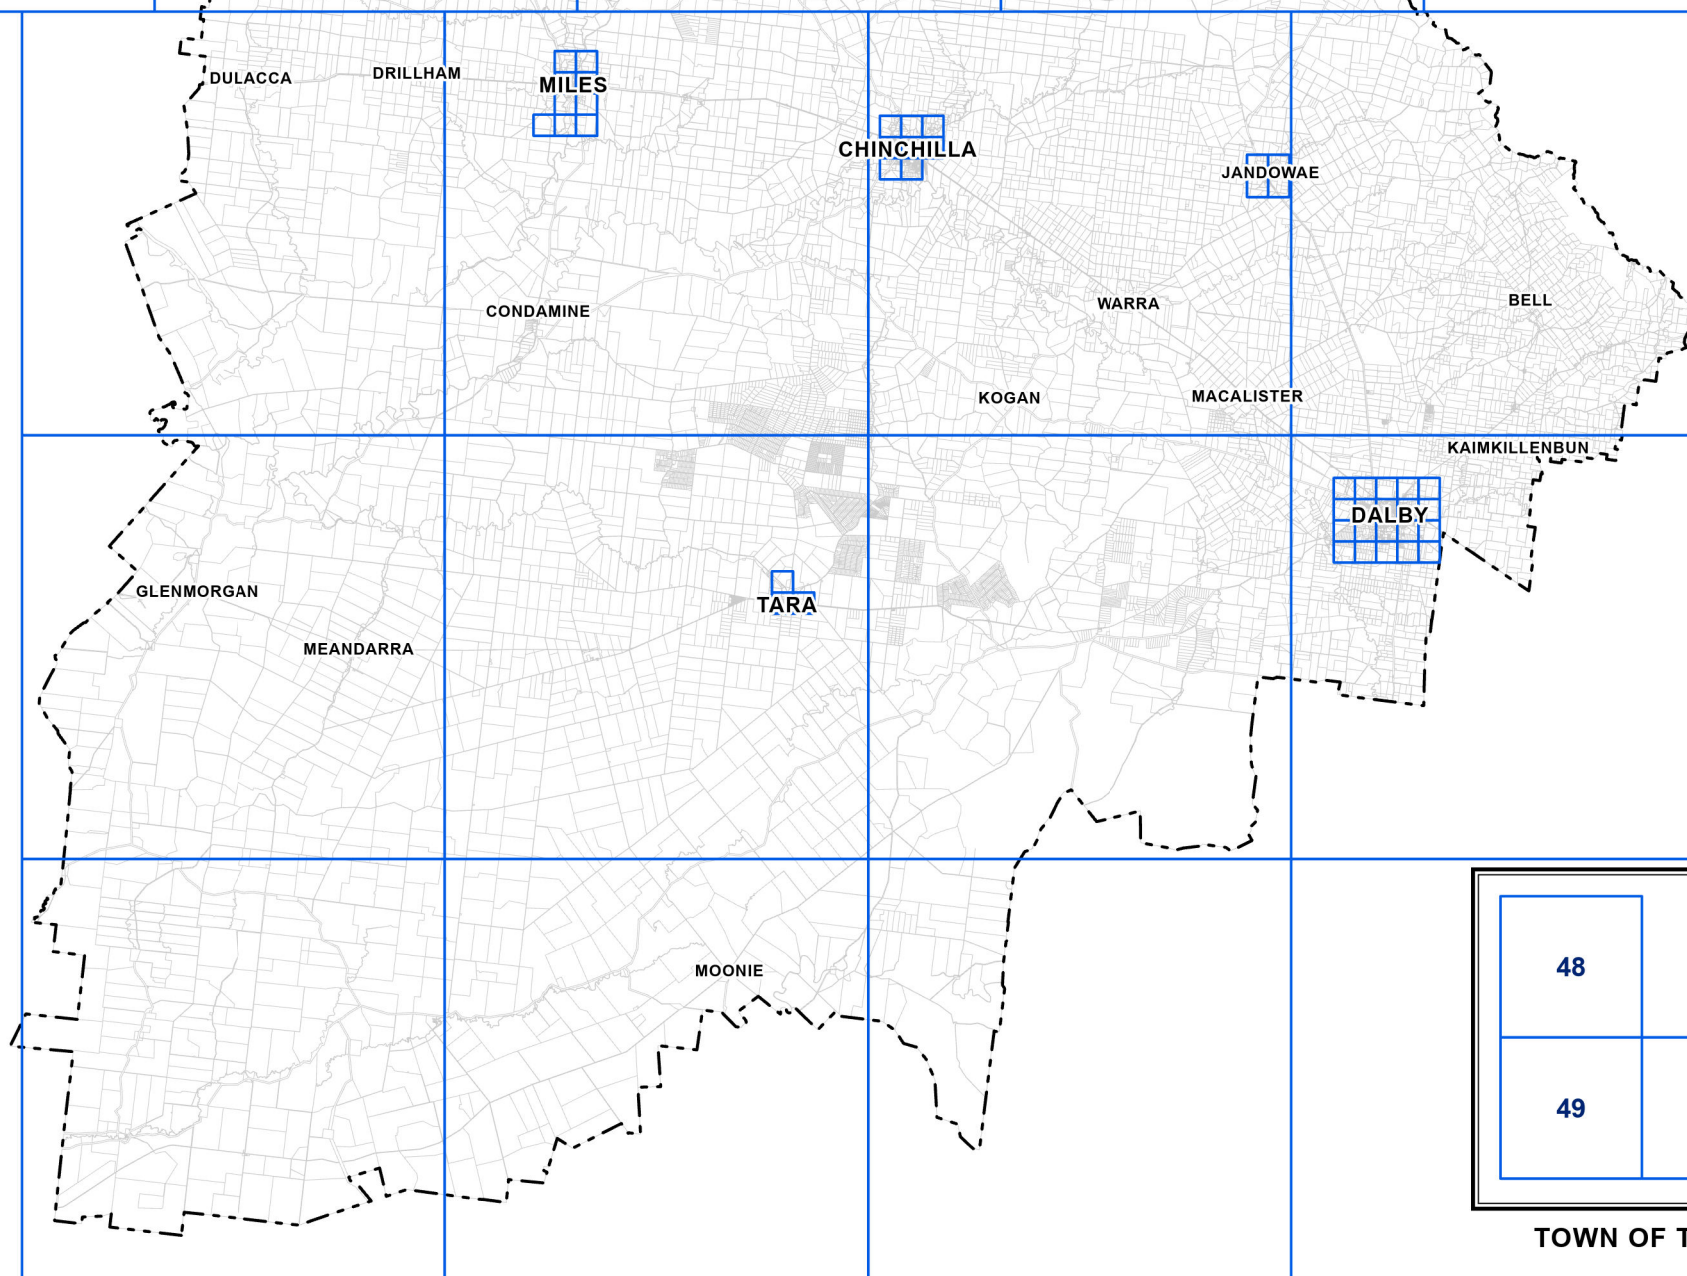 DULACCA
DRILLHAM
MILES
CHINCHILLA
JANDOWAE
CONDAMINE
WARRA
BELL
KOGAN
MACALISTER
KAIMKILLENBUN
DALBY
GLENMORGAN
TARA
MEANDARRA
MOONIE
48
49
TOWN OF T